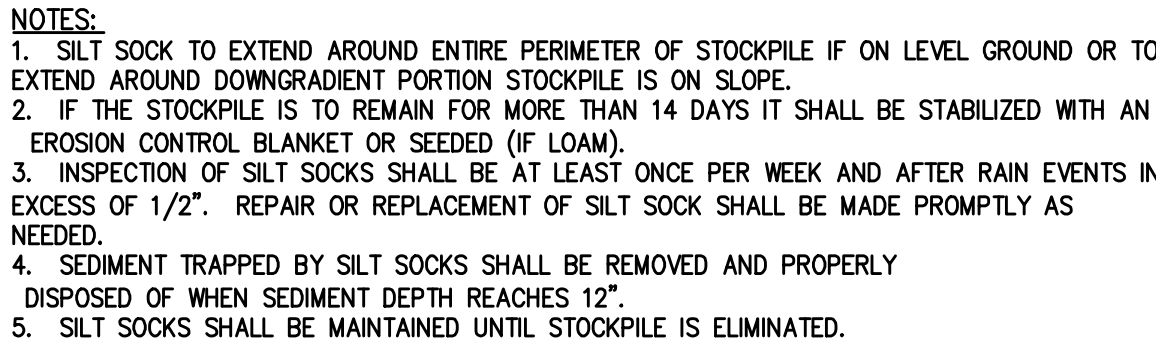 NOTES:
1. SILT SOCK TO EXTEND AROUND ENTIRE PERIMETER OF STOCKPILE IF ON LEVEL GROUND OR TO
EXTEND AROUND DOWNGRADIENT PORTION STOCKPILE IS ON SLOPE.
2. IF THE STOCKPILE IS TO REMAIN FOR MORE THAN 14 DAYS IT SHALL BE STABILIZED WITH AN
EROSION CONTROL BLANKET OR SEEDED (IF LOAM).
3. INSPECTION OF SILT SOCKS SHALL BE AT LEAST ONCE PER WEEK AND AFTER RAIN EVENTS IN
EXCESS OF 1/2". REPAIR OR REPLACEMENT OF SILT SOCK SHALL BE MADE PROMPTLY AS
NEEDED.
4. SEDIMENT TRAPPED BY SILT SOCKS SHALL BE REMOVED AND PROPERLY
DISPOSED OF WHEN SEDIMENT DEPTH REACHES 12".
5. SILT SOCKS SHALL BE MAINTAINED UNTIL STOCKPILE IS ELIMINATED.